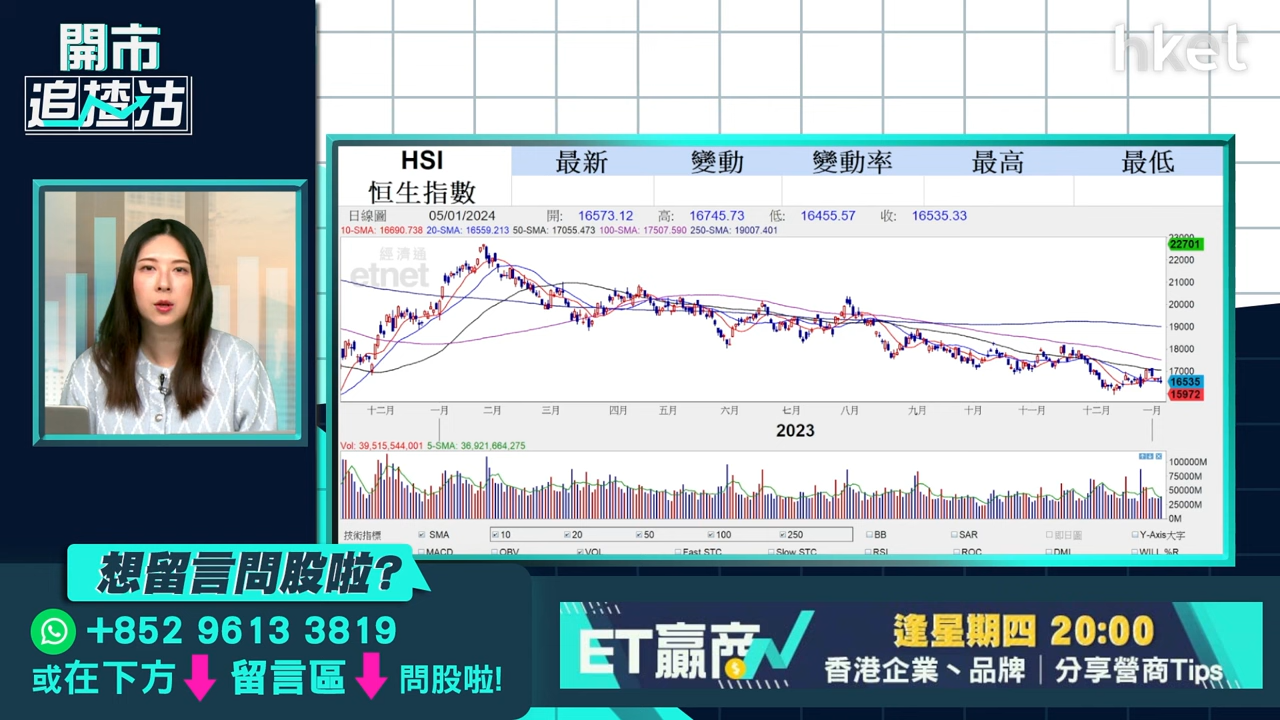 開市
追揸沽
hket
HSI
恒生指數
最新 變動 變動率 最高 最低
日線圖 05/01/2024 開: 16573.12 高: 16745.73 低: 16455.57 收: 16535.33
10-SMA: 16690.738 20-SMA: 16559.213 50-SMA: 17055.473 100-SMA: 17507.590 250-SMA: 19007.401
經濟通
etnet
23000
22701
22000
21000
20000
19000
18000
17000
16535
15972
十二月 一月 二月 三月 四月 五月 六月 七月 八月 九月 十月 十一月 十二月 一月
2023
Vol: 39,515,544,001 5-SMA: 36,921,664,275
100000M
75000M
50000M
25000M
0M
技術指標 SMA 10 20 50 100 250 BB SAR 即日圖 Y-Axis大字
MACD OBV VOL Fast STC Slow STC RSI ROC DMI WILL %R
想留言問股啦?
+852 9613 3819
或在下方 留言區 問股啦!
ET贏商
$
逢星期四 20:00
香港企業、品牌｜分享營商Tips